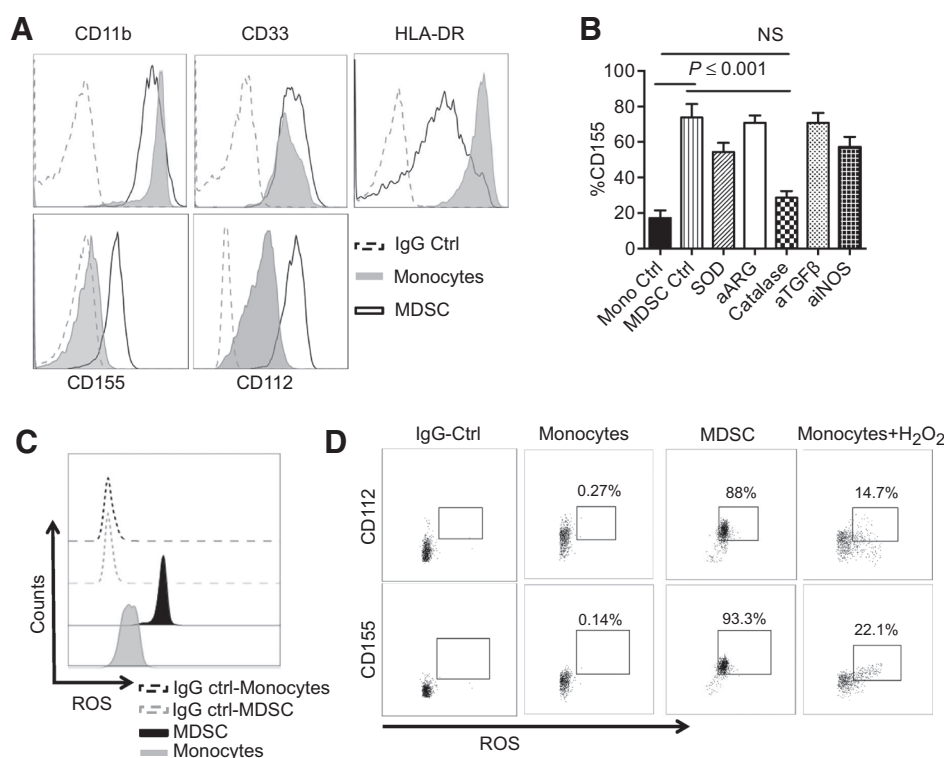 A
CD11b
CD33
HLA-DR
CD155
CD112
IgG Ctrl
Monocytes
MDSC
B
NS
P ≤ 0.001
%CD155
100
80
60
40
20
0
Mono Ctrl
MDSC Ctrl
SOD
aARG
Catalase
aTGFβ
aiNOS
C
Counts
ROS
IgG ctrl-Monocytes
IgG ctrl-MDSC
MDSC
Monocytes
D
IgG-Ctrl
Monocytes
MDSC
Monocytes+H₂O₂
CD112
0.27%
88%
14.7%
CD155
0.14%
93.3%
22.1%
ROS